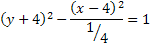 (y+4)² − (x−4)²/¼ = 1